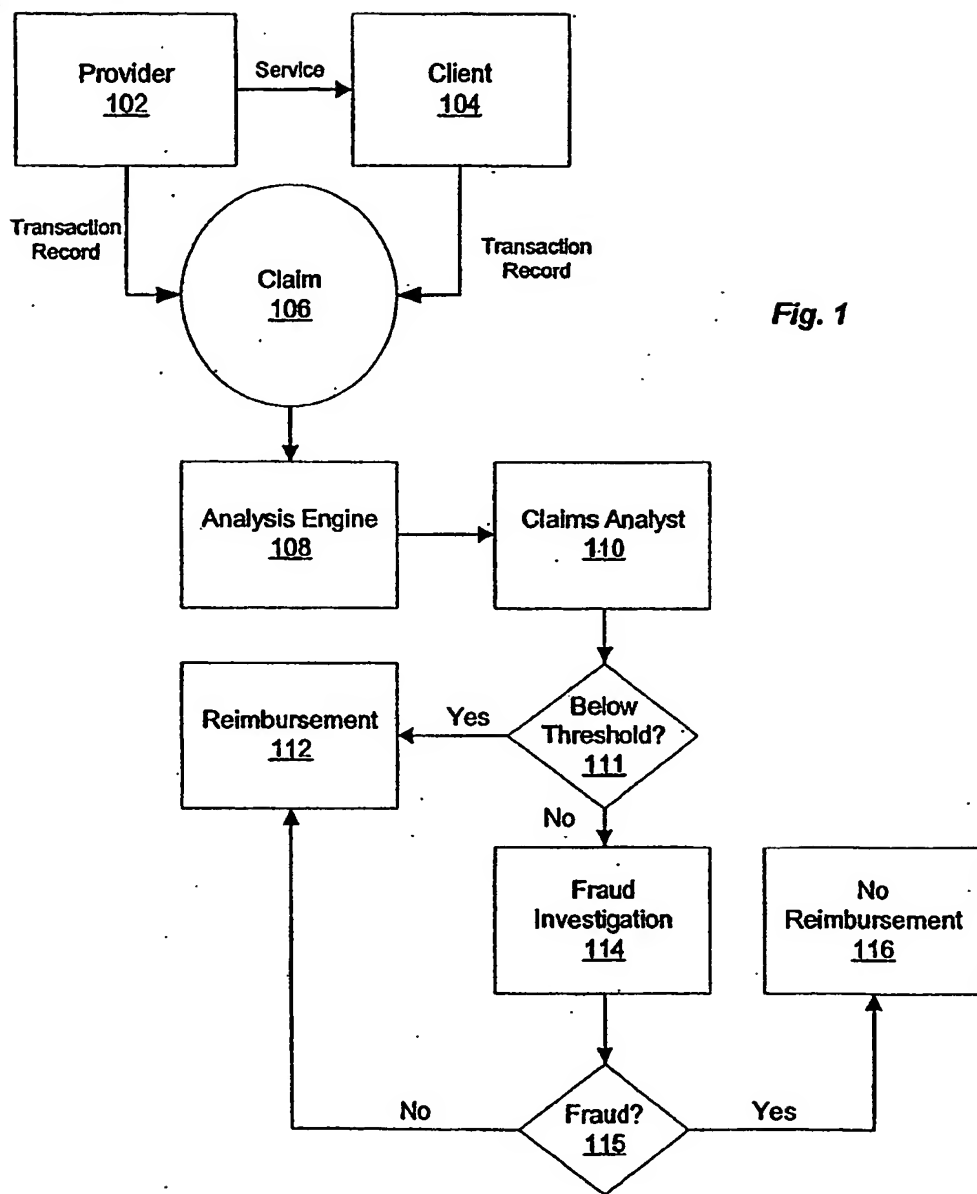 Provider
102
Service
Client
104
Transaction
Record
Transaction
Record
Claim
106
Fig. 1
Analysis Engine
108
Claims Analyst
110
Reimbursement
112
Yes
Below
Threshold?
111
No
Fraud
Investigation
114
No
Reimbursement
116
No
Fraud?
115
Yes